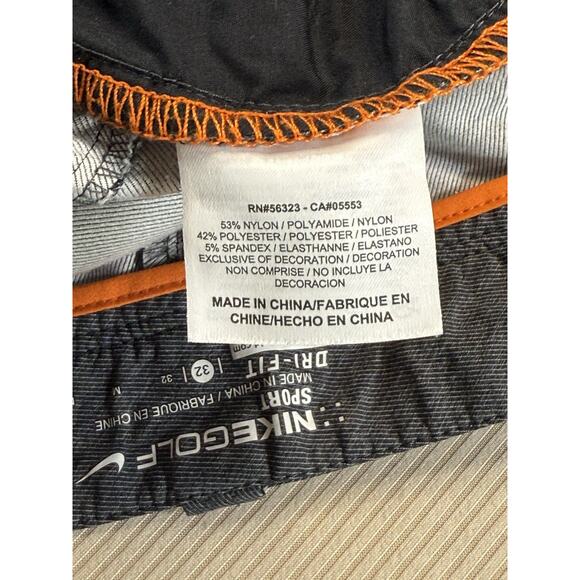 RN#56323 - CA#05553
53% NYLON / POLYAMIDE / NYLON
42% POLYESTER / POLYESTER / POLIESTER
5% SPANDEX / ELASTHANNE / ELASTANO
EXCLUSIVE OF DECORATION / DECORATION
NON COMPRISE / NO INCLUYE LA
DECORACION
MADE IN CHINA/FABRIQUE EN
CHINE/HECHO EN CHINA
NIKEGOLF
SPORT
MADE IN CHINA / FABRIQUE EN CHINE
DRI-FIT
M | 32 | 32
.com